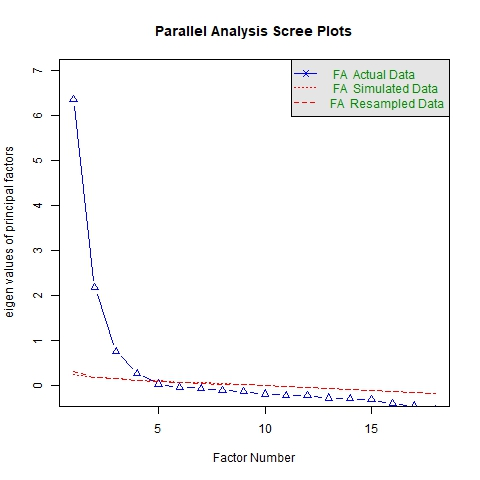 Parallel Analysis Scree Plots
FA Actual Data
FA Simulated Data
FA Resampled Data
eigen values of principal factors
7
6
5
4
3
2
1
0
5
10
15
Factor Number